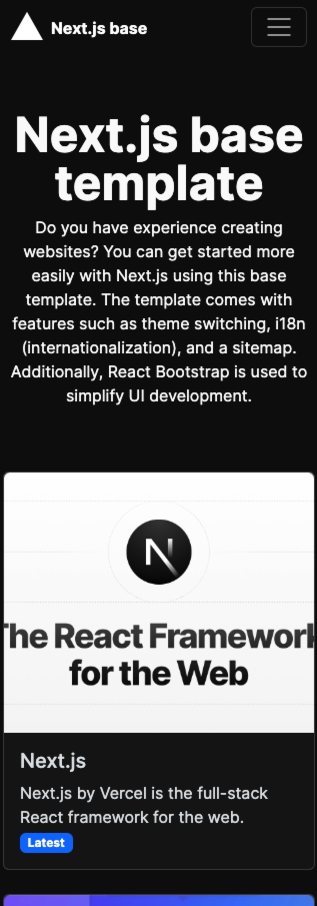 Next.js base
Next.js base
template
Do you have experience creating
websites? You can get started more
easily with Next.js using this base
template. The template comes with
features such as theme switching, i18n
(internationalization), and a sitemap.
Additionally, React Bootstrap is used to
simplify UI development.
N
The React Framework
for the Web
Next.js
Next.js by Vercel is the full-stack
React framework for the web.
Latest